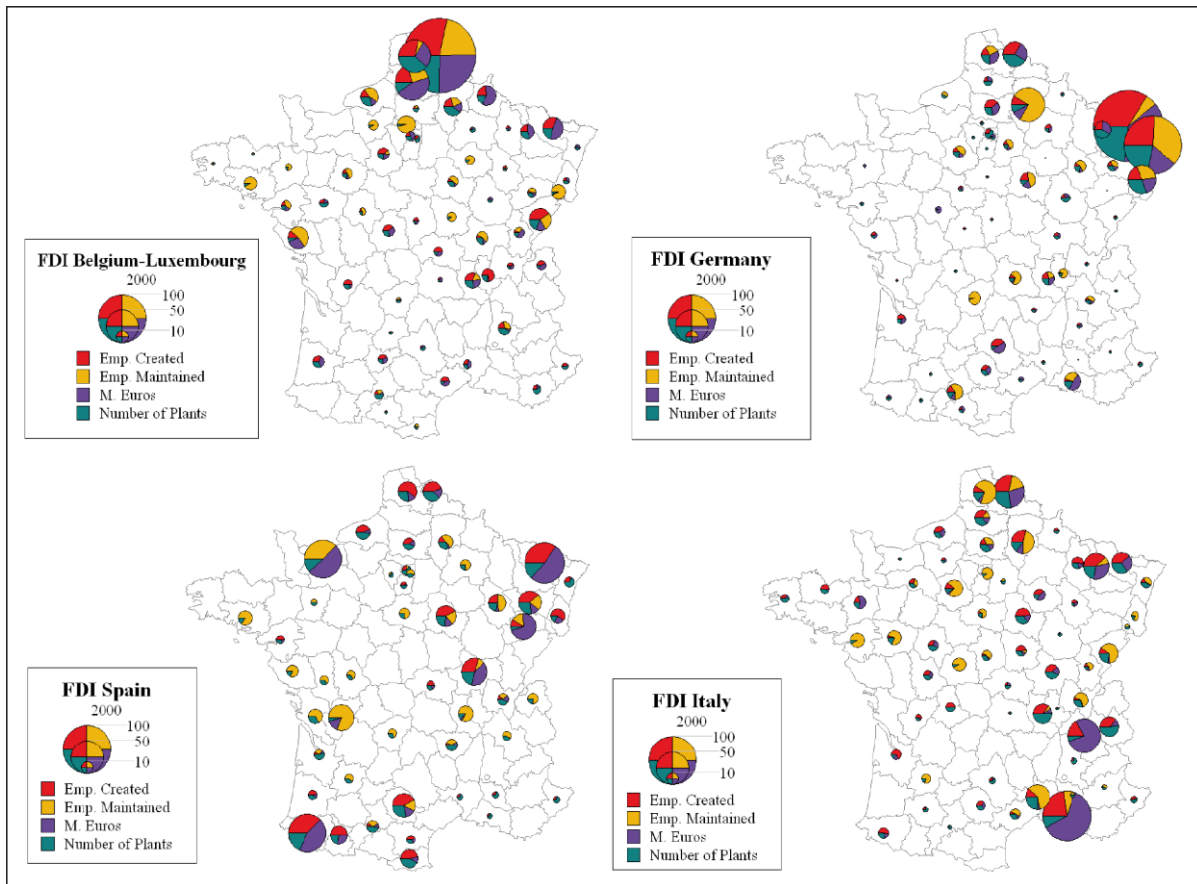 FDI Belgium-Luxembourg
2000
100
50
10
Emp. Created
Emp. Maintained
M. Euros
Number of Plants
FDI Germany
2000
100
50
10
Emp. Created
Emp. Maintained
M. Euros
Number of Plants
FDI Spain
2000
100
50
10
Emp. Created
Emp. Maintained
M. Euros
Number of Plants
FDI Italy
2000
100
50
10
Emp. Created
Emp. Maintained
M. Euros
Number of Plants